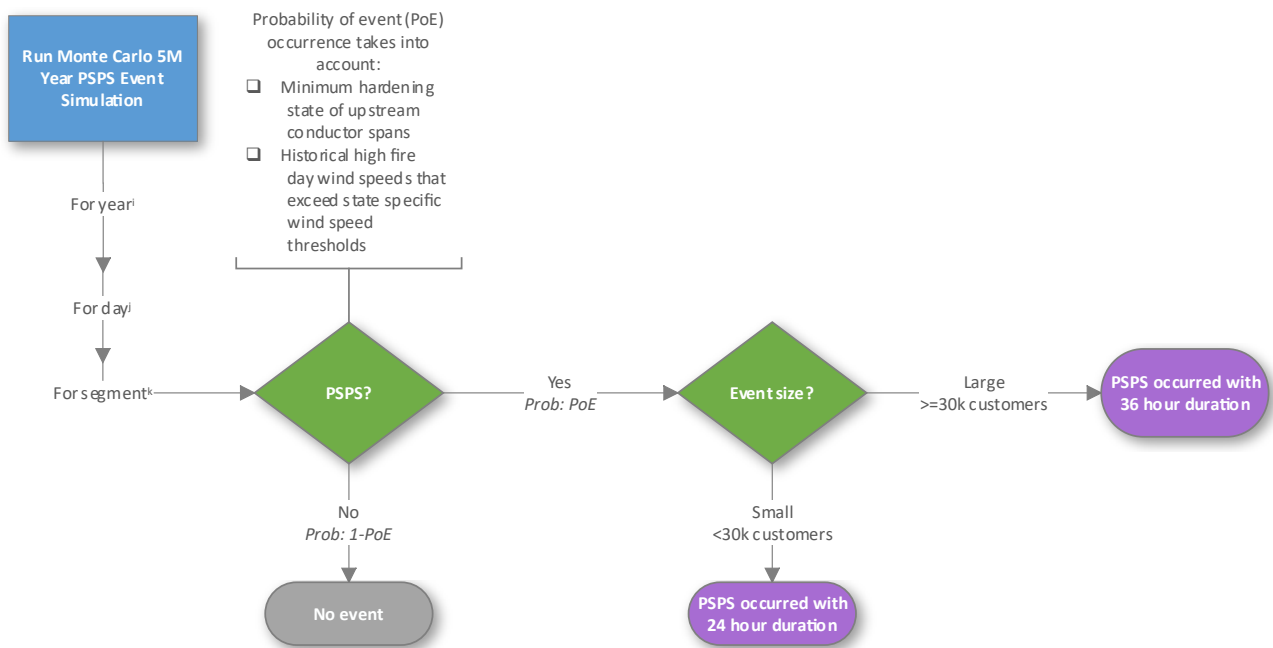 Run Monte Carlo 5M
Year PSPS Event
Simulation
Probability of event (PoE)
occurrence takes into
account:
❑ Minimum hardening
state of upstream
conductor spans
❑ Historical high fire
day wind speeds that
exceed state specific
wind speed
thresholds
For yearⁱ
For dayʲ
For segmentᵏ
PSPS?
Yes
Prob: PoE
Event size?
Large
>=30k customers
PSPS occurred with
36 hour duration
No
Prob: 1-PoE
Small
<30k customers
No event
PSPS occurred with
24 hour duration